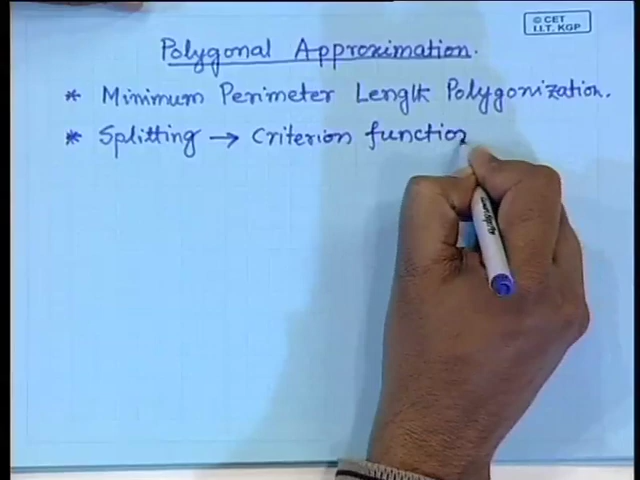 © CET
I.I.T. KGP
Polygonal Approximation.
* Minimum Perimeter Length Polygonization.
* Splitting → Criterion function